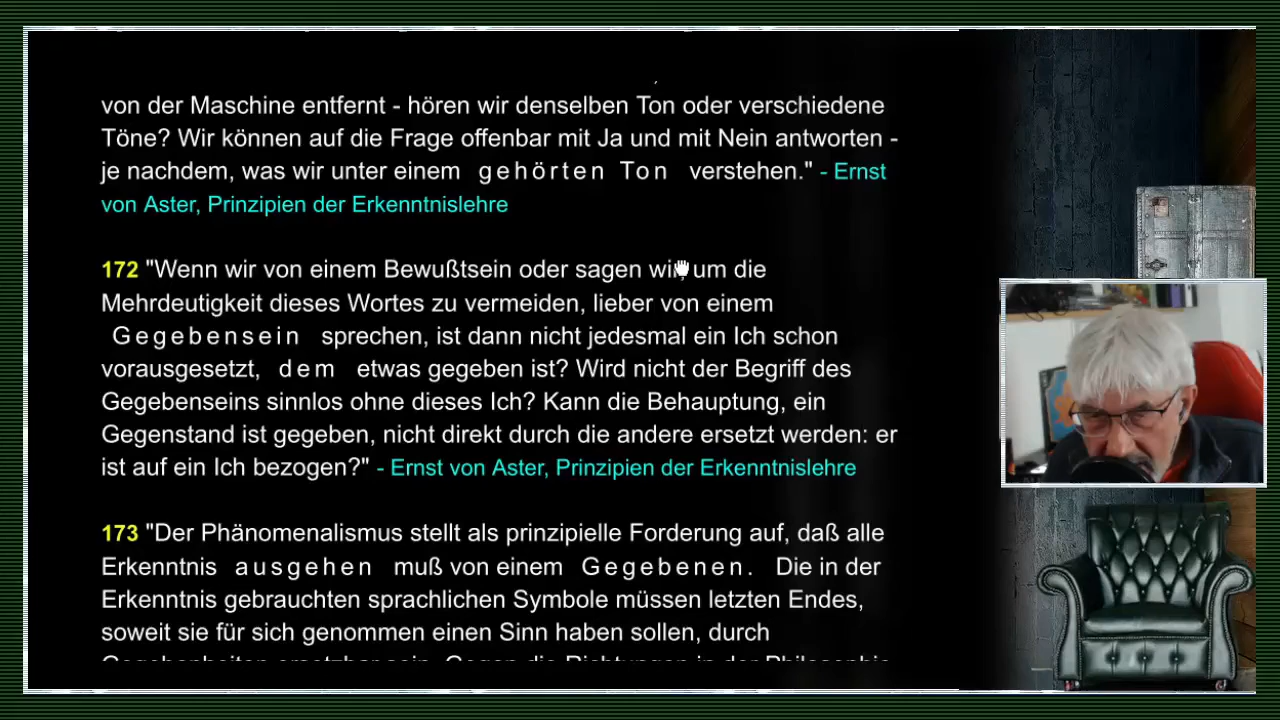 von der Maschine entfernt - hören wir denselben Ton oder verschiedene
Töne? Wir können auf die Frage offenbar mit Ja und mit Nein antworten -
je nachdem, was wir unter einem gehörten Ton verstehen." - Ernst
von Aster, Prinzipien der Erkenntnislehre
172 "Wenn wir von einem Bewußtsein oder sagen wir, um die
Mehrdeutigkeit dieses Wortes zu vermeiden, lieber von einem
Gegebensein sprechen, ist dann nicht jedesmal ein Ich schon
vorausgesetzt, dem etwas gegeben ist? Wird nicht der Begriff des
Gegebenseins sinnlos ohne dieses Ich? Kann die Behauptung, ein
Gegenstand ist gegeben, nicht direkt durch die andere ersetzt werden: er
ist auf ein Ich bezogen?" - Ernst von Aster, Prinzipien der Erkenntnislehre
173 "Der Phänomenalismus stellt als prinzipielle Forderung auf, daß alle
Erkenntnis ausgehen muß von einem Gegebenen. Die in der
Erkenntnis gebrauchten sprachlichen Symbole müssen letzten Endes,
soweit sie für sich genommen einen Sinn haben sollen, durch